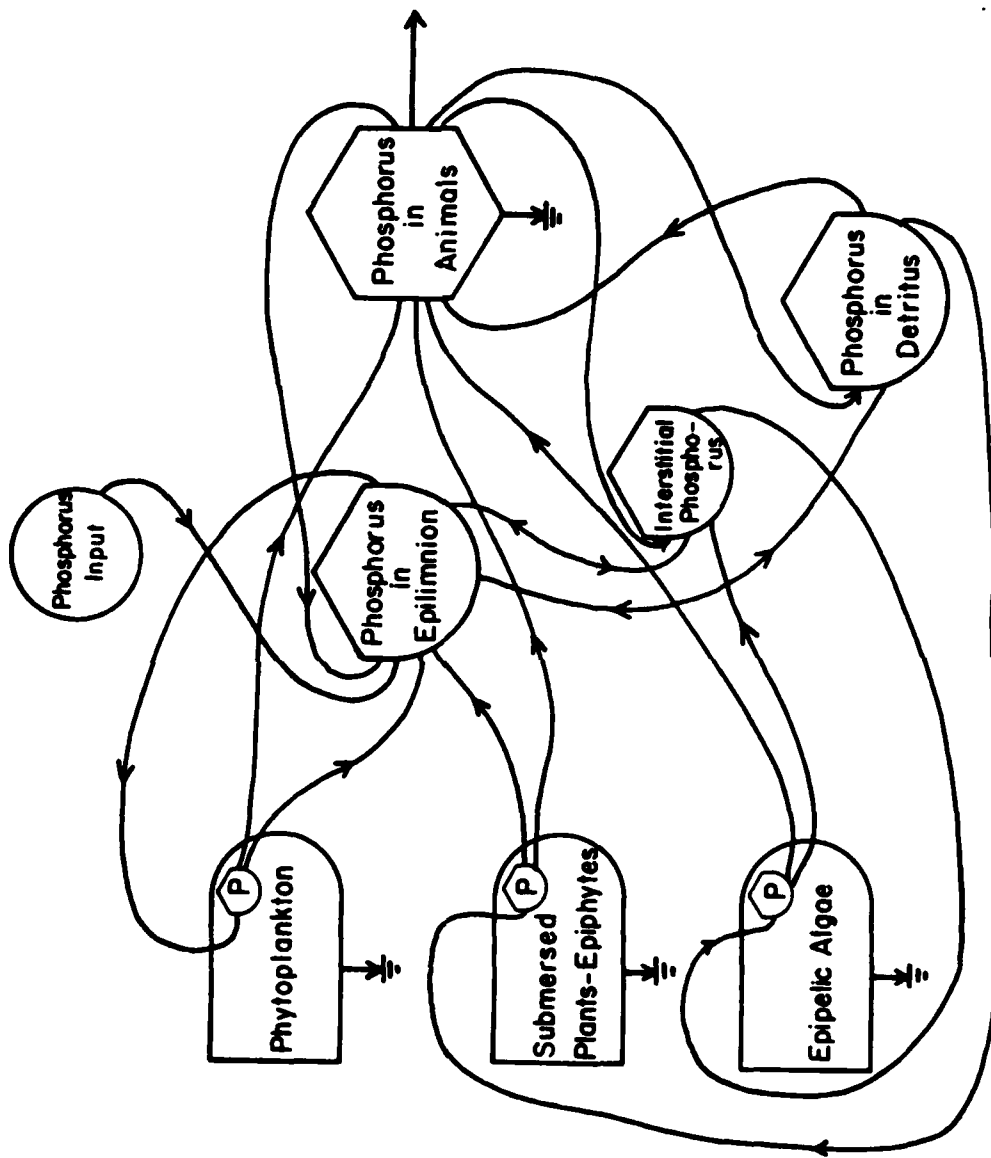 Phosphorus
Input
Phosphorus
in
Animals
Phosphorus
in
Epilimnion
Interstitial
Phospho-
rus
Phosphorus
in
Detritus
P
Phytoplankton
P
Submersed
Plants-Epiphytes
P
Epipelic Algae